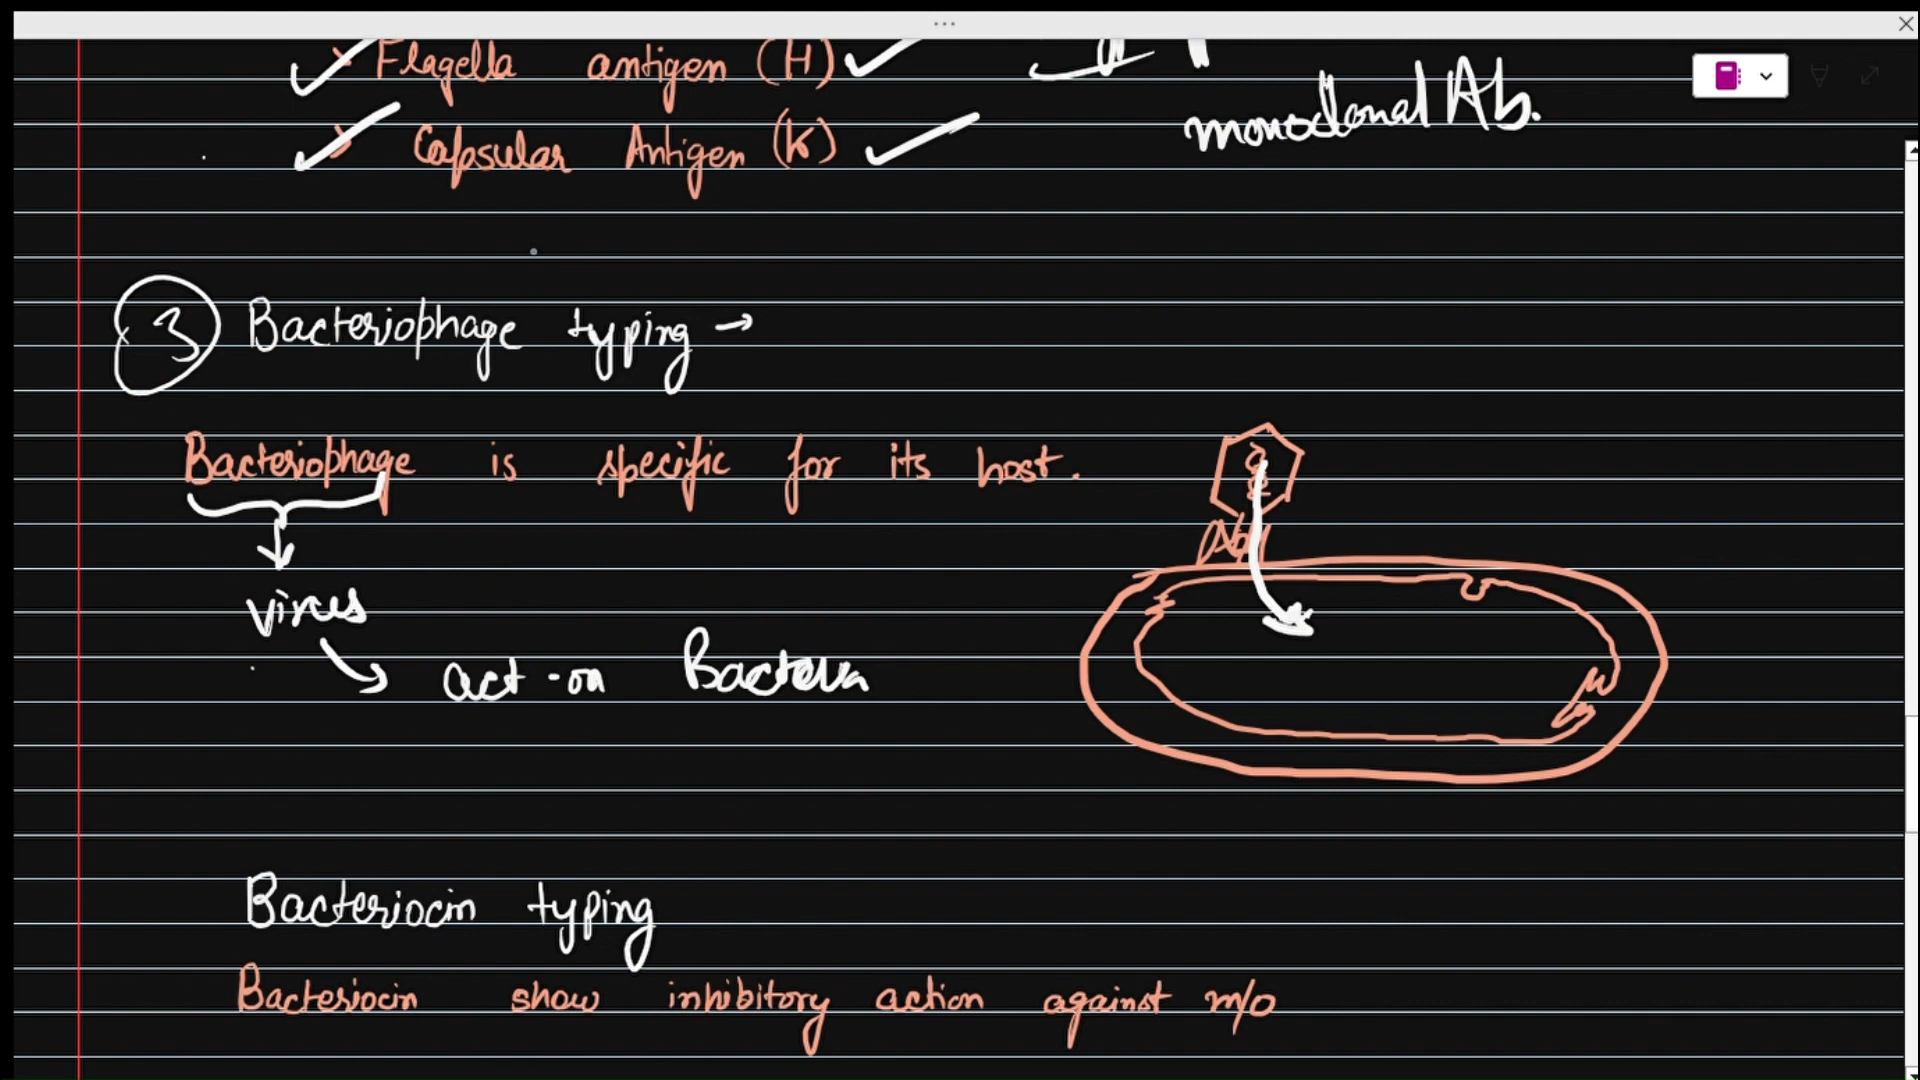 Flagella antigen (H)
monoclonal Ab.
Capsular Antigen (K)
3 Bacteriophage typing →
Bacteriophage is specific for its host.
virus
act-on Bacteria
Bacteriocin typing
Bacteriocin show inhibitory action against m/o